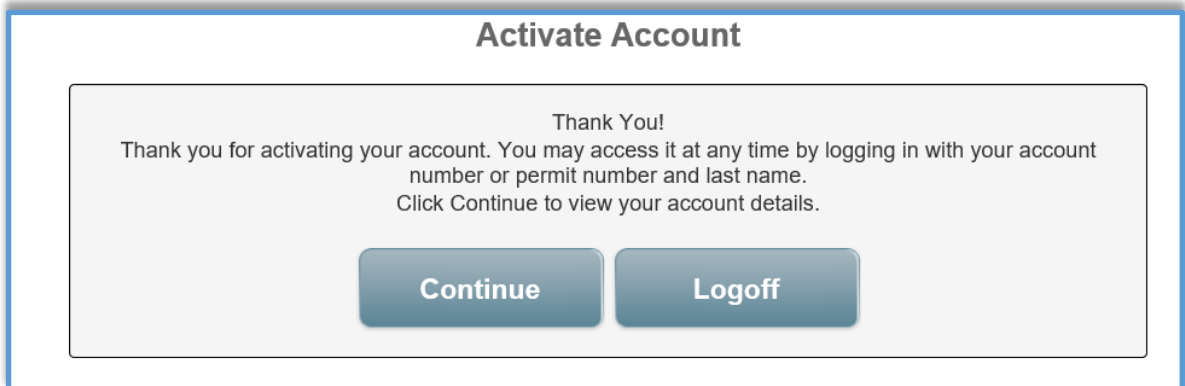 Activate Account
Thank You!
Thank you for activating your account. You may access it at any time by logging in with your account
number or permit number and last name.
Click Continue to view your account details.
Continue
Logoff